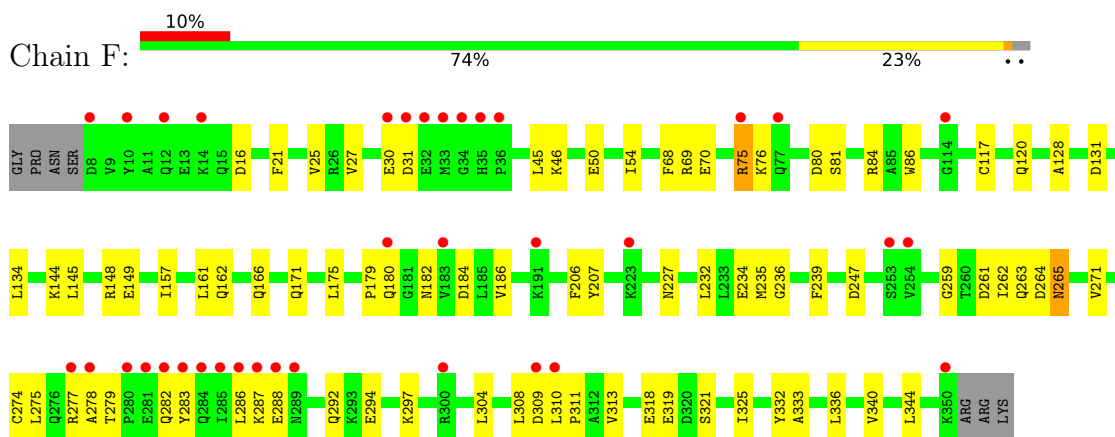 10%
Chain F:
74% 23% ..
GLY PRO ASN SER D8 V9 Y10 A11 Q12 E13 K14 Q15 D16 F21 V25 R26 V27 E30 D31 E32 M33 G34 H35 P36 L45 K46 E50 I54 F68 R69 E70 R75 K76 Q77 D80 S81 R84 A85 W86 G114 C117 Q120 A128 D131
L134 K144 L145 R148 E149 I157 L161 Q162 Q166 Q171 L175 P179 Q180 G181 N182 V183 D184 L185 V186 K191 F206 Y207 K223 N227 L232 L233 E234 M235 G236 F239 D247 S253 V254 G259 T260 D261 I262 Q263 D264 N265 V271
C274 L275 Q276 R277 A278 T279 P280 E281 Q282 Y283 Q284 I285 L286 K287 E288 N289 Q292 K293 E294 K297 R300 L304 L308 D309 L310 P311 A312 V313 E318 E319 D320 S321 I325 Y332 A333 L336 V340 L344 K350 ARG ARG LYS